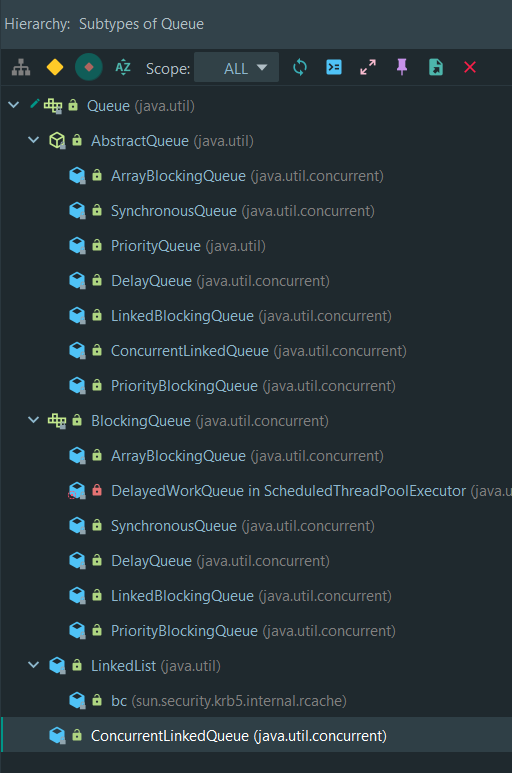 Hierarchy: Subtypes of Queue
AZ Scope: ALL
Queue (java.util)
AbstractQueue (java.util)
ArrayBlockingQueue (java.util.concurrent)
SynchronousQueue (java.util.concurrent)
PriorityQueue (java.util)
DelayQueue (java.util.concurrent)
LinkedBlockingQueue (java.util.concurrent)
ConcurrentLinkedQueue (java.util.concurrent)
PriorityBlockingQueue (java.util.concurrent)
BlockingQueue (java.util.concurrent)
ArrayBlockingQueue (java.util.concurrent)
DelayedWorkQueue in ScheduledThreadPoolExecutor (java.u
SynchronousQueue (java.util.concurrent)
DelayQueue (java.util.concurrent)
LinkedBlockingQueue (java.util.concurrent)
PriorityBlockingQueue (java.util.concurrent)
LinkedList (java.util)
bc (sun.security.krb5.internal.rcache)
ConcurrentLinkedQueue (java.util.concurrent)